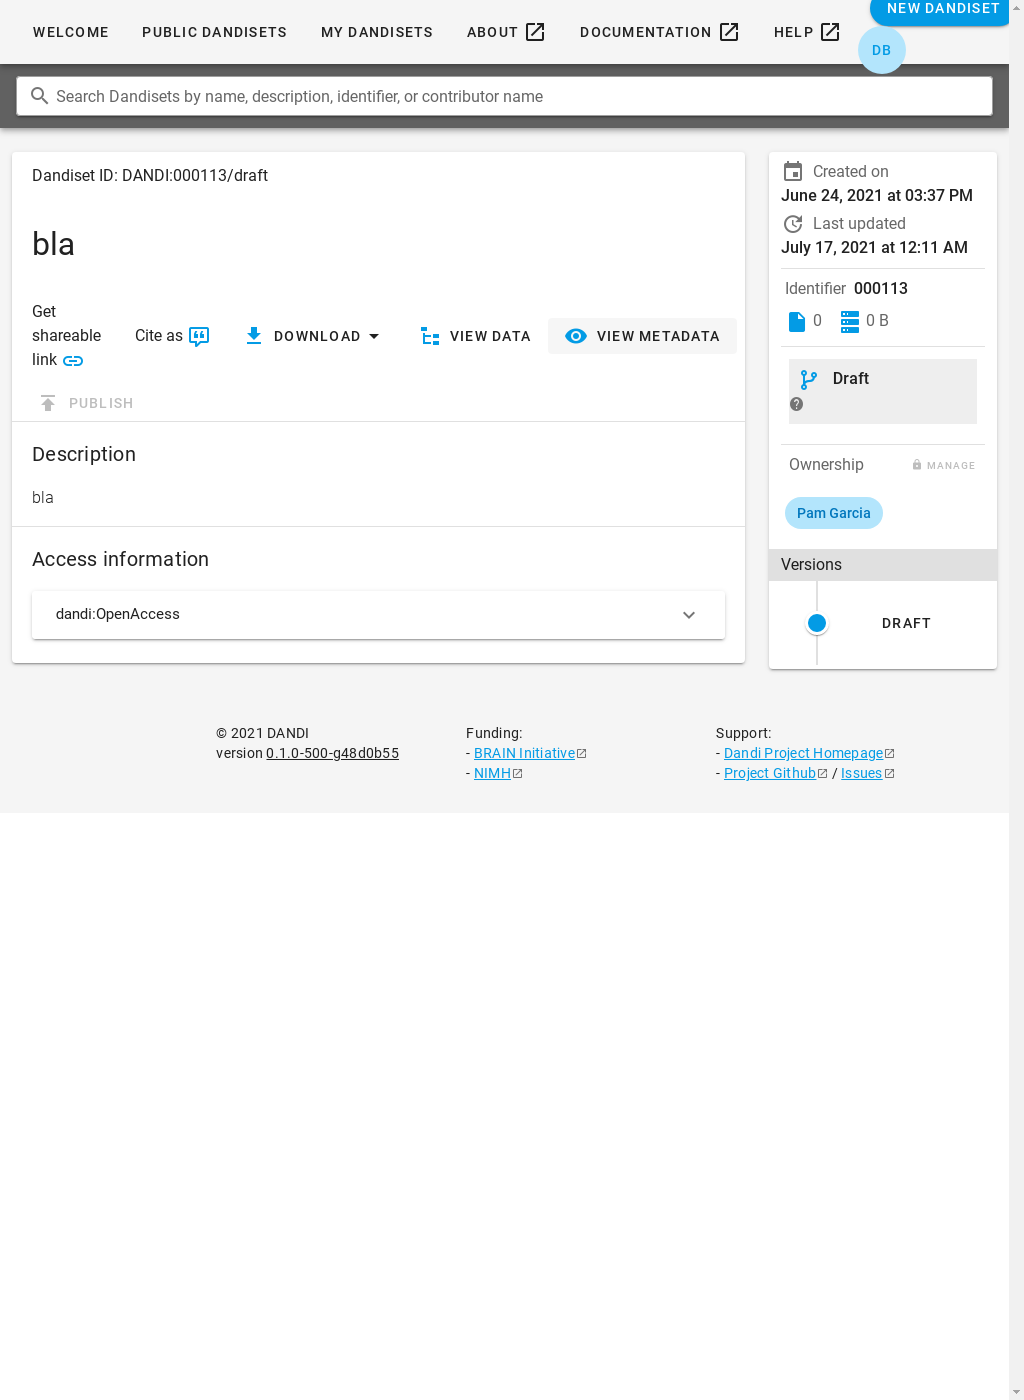 WELCOME
PUBLIC DANDISETS
MY DANDISETS
ABOUT
DOCUMENTATION
HELP
NEW DANDISET
DB
Search Dandisets by name, description, identifier, or contributor name
Dandiset ID: DANDI:000113/draft
bla
Get
shareable
link
Cite as
DOWNLOAD
VIEW DATA
VIEW METADATA
PUBLISH
Description
bla
Access information
dandi:OpenAccess
Created on
June 24, 2021 at 03:37 PM
Last updated
July 17, 2021 at 12:11 AM
Identifier 000113
0 0 B
Draft
Ownership MANAGE
Pam Garcia
Versions
DRAFT
© 2021 DANDI
version 0.1.0-500-g48d0b55
Funding:
- BRAIN Initiative
- NIMH
Support:
- Dandi Project Homepage
- Project Github / Issues